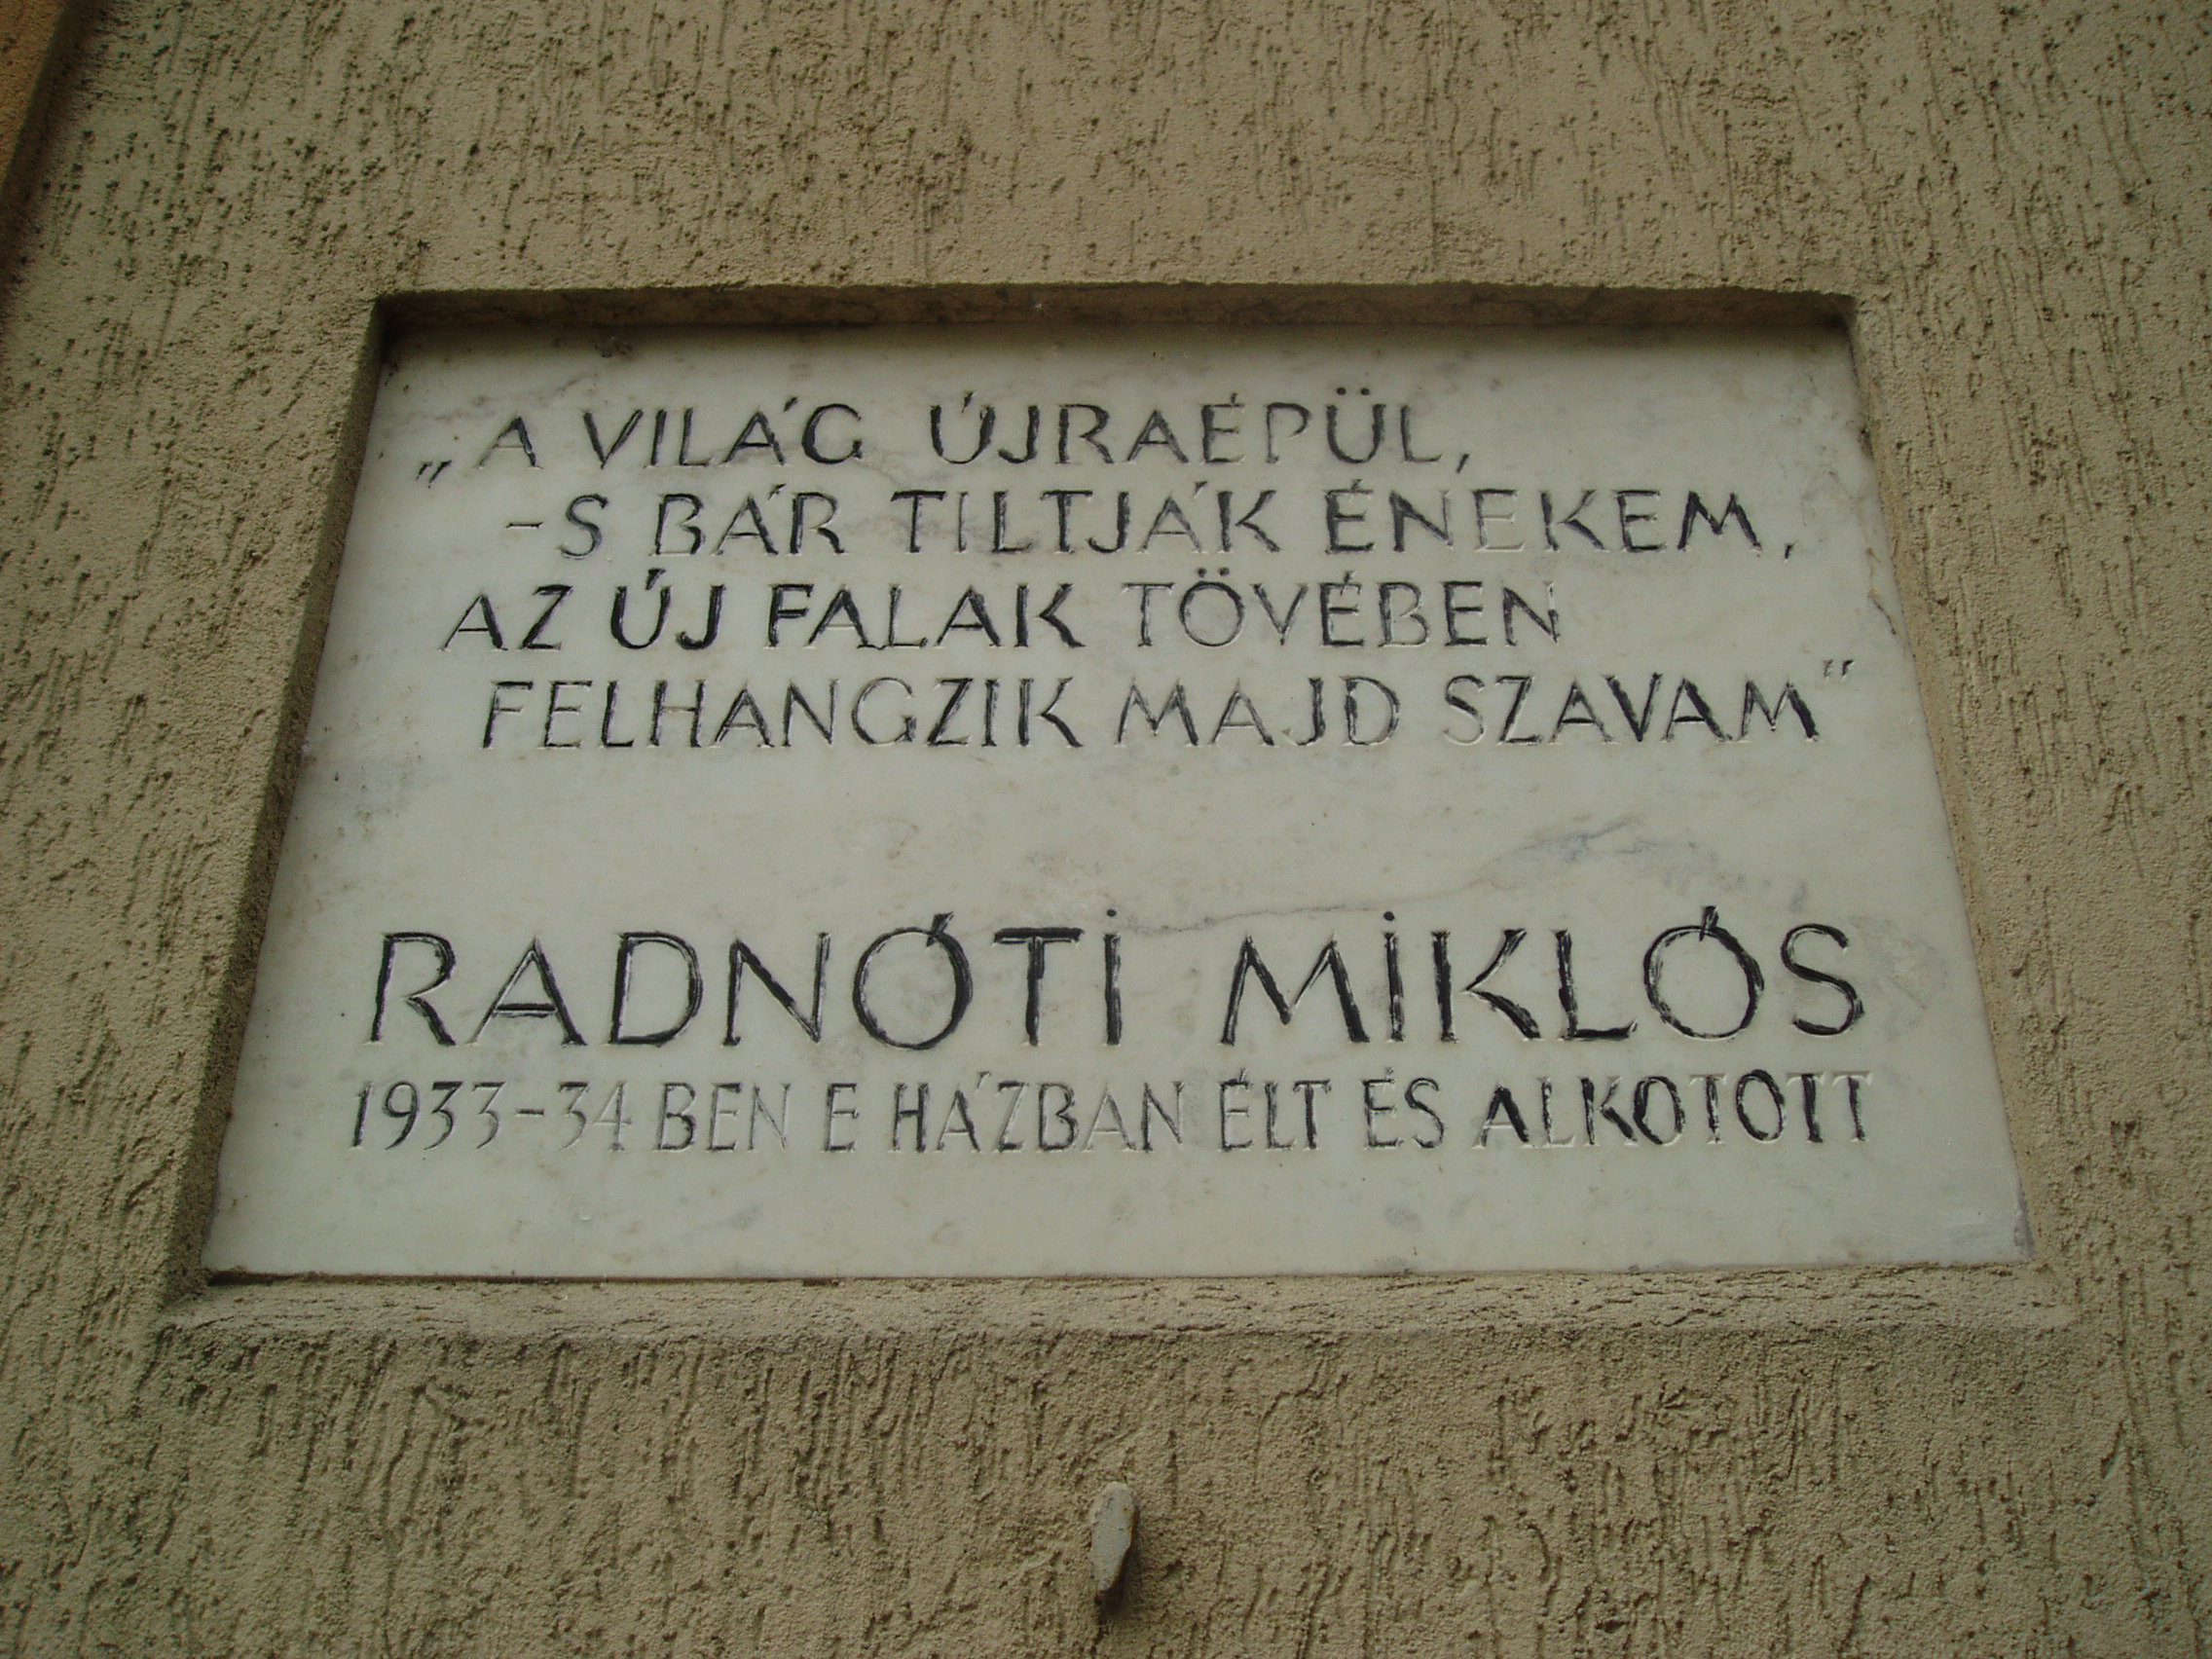 „A VILÁG ÚJRAÉPÜL,
-S BÁR TILTJÁK ÉNEKEM,
AZ ÚJ FALAK TÖVÉBEN
FELHANGZIK MAJD SZAVAM"
RADNÓTI MIKLÓS
1933-34 BEN E HÁZBAN ÉLT ÉS ALKOTOTT